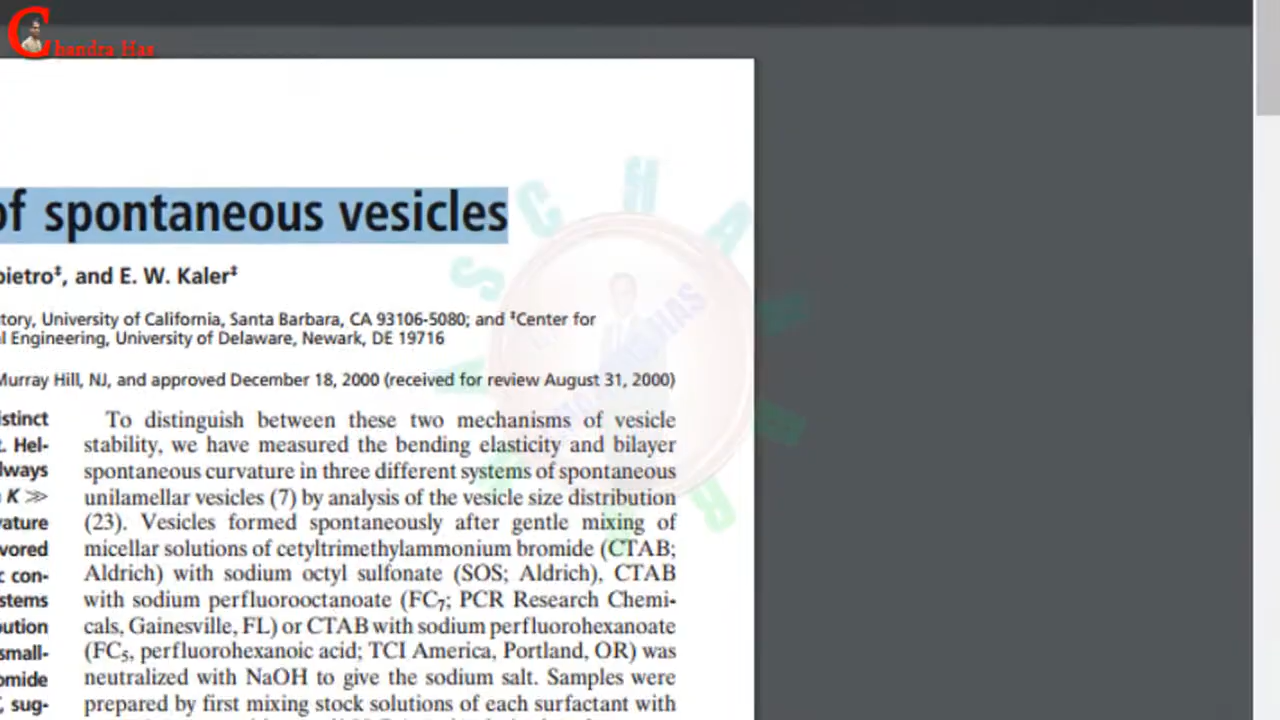 Chandra Has
of spontaneous vesicles
pietro‡, and E. W. Kaler‡
tory, University of California, Santa Barbara, CA 93106-5080; and ‡Center for
l Engineering, University of Delaware, Newark, DE 19716
Murray Hill, NJ, and approved December 18, 2000 (received for review August 31, 2000)
istinct
t. Hel-
lways
K ≫
vature
vored
c con-
stems
bution
small-
omide
, sug-
To distinguish between these two mechanisms of vesicle
stability, we have measured the bending elasticity and bilayer
spontaneous curvature in three different systems of spontaneous
unilamellar vesicles (7) by analysis of the vesicle size distribution
(23). Vesicles formed spontaneously after gentle mixing of
micellar solutions of cetyltrimethylammonium bromide (CTAB;
Aldrich) with sodium octyl sulfonate (SOS; Aldrich), CTAB
with sodium perfluorooctanoate (FC7; PCR Research Chemi-
cals, Gainesville, FL) or CTAB with sodium perfluorohexanoate
(FC5, perfluorohexanoic acid; TCI America, Portland, OR) was
neutralized with NaOH to give the sodium salt. Samples were
prepared by first mixing stock solutions of each surfactant with